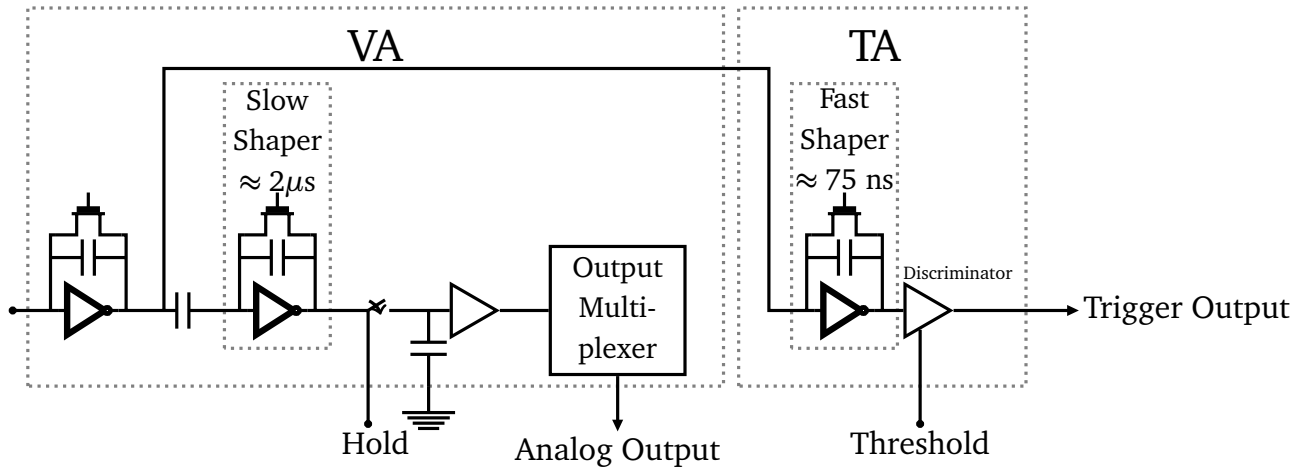 VA
TA
Slow
Shaper
≈ 2μs
Fast
Shaper
≈ 75 ns
Output
Multi-
plexer
Discriminator
Trigger Output
Hold
Analog Output
Threshold